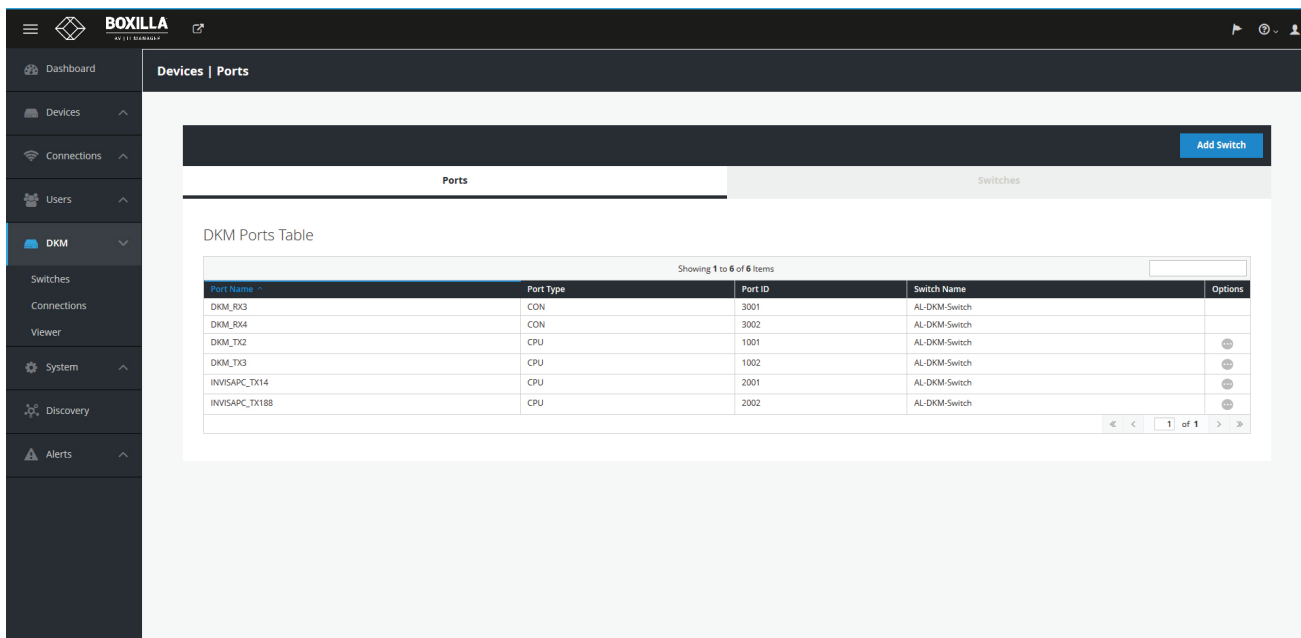 BOXILLA
Dashboard
Devices | Ports
Devices
Connections
Users
DKM
Switches
Connections
Viewer
System
Discovery
Alerts
Add Switch
Ports Switches
DKM Ports Table
Showing 1 to 6 of 6 Items
Port Name Port Type Port ID Switch Name Options
DKM_RX3 CON 3001 AL-DKM-Switch
DKM_RX4 CON 3002 AL-DKM-Switch
DKM_TX2 CPU 1001 AL-DKM-Switch
DKM_TX3 CPU 1002 AL-DKM-Switch
INVISAPC_TX14 CPU 2001 AL-DKM-Switch
INVISAPC_TX188 CPU 2002 AL-DKM-Switch
1 of 1